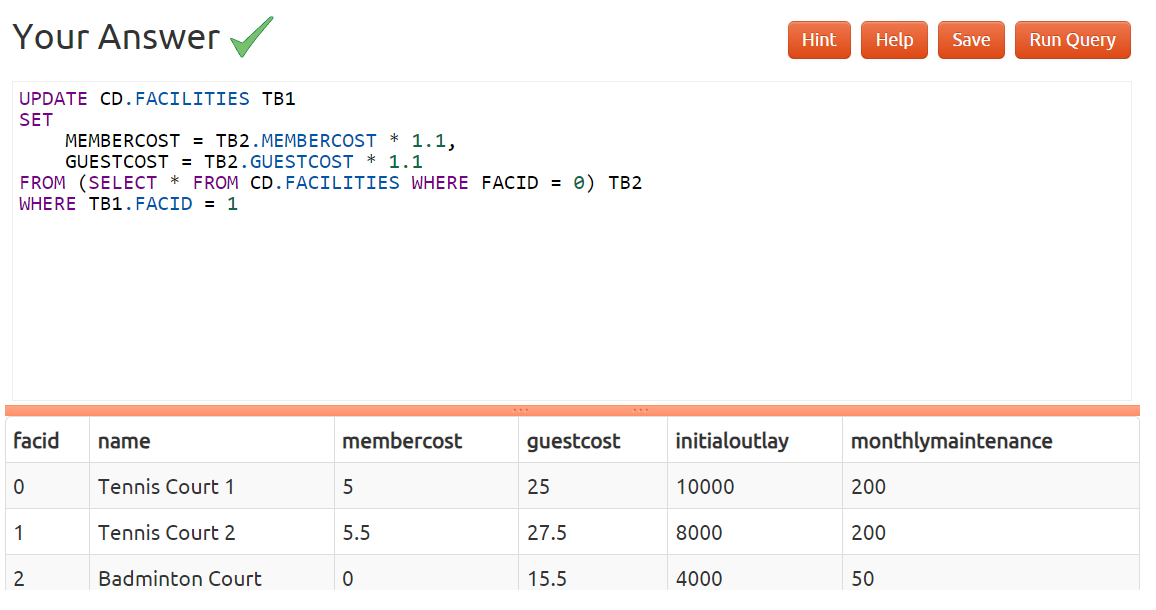 Your Answer
Hint Help Save Run Query
UPDATE CD.FACILITIES TB1
SET
    MEMBERCOST = TB2.MEMBERCOST * 1.1,
    GUESTCOST = TB2.GUESTCOST * 1.1
FROM (SELECT * FROM CD.FACILITIES WHERE FACID = 0) TB2
WHERE TB1.FACID = 1
facid name membercost guestcost initialoutlay monthlymaintenance
0 Tennis Court 1 5 25 10000 200
1 Tennis Court 2 5.5 27.5 8000 200
2 Badminton Court 0 15.5 4000 50